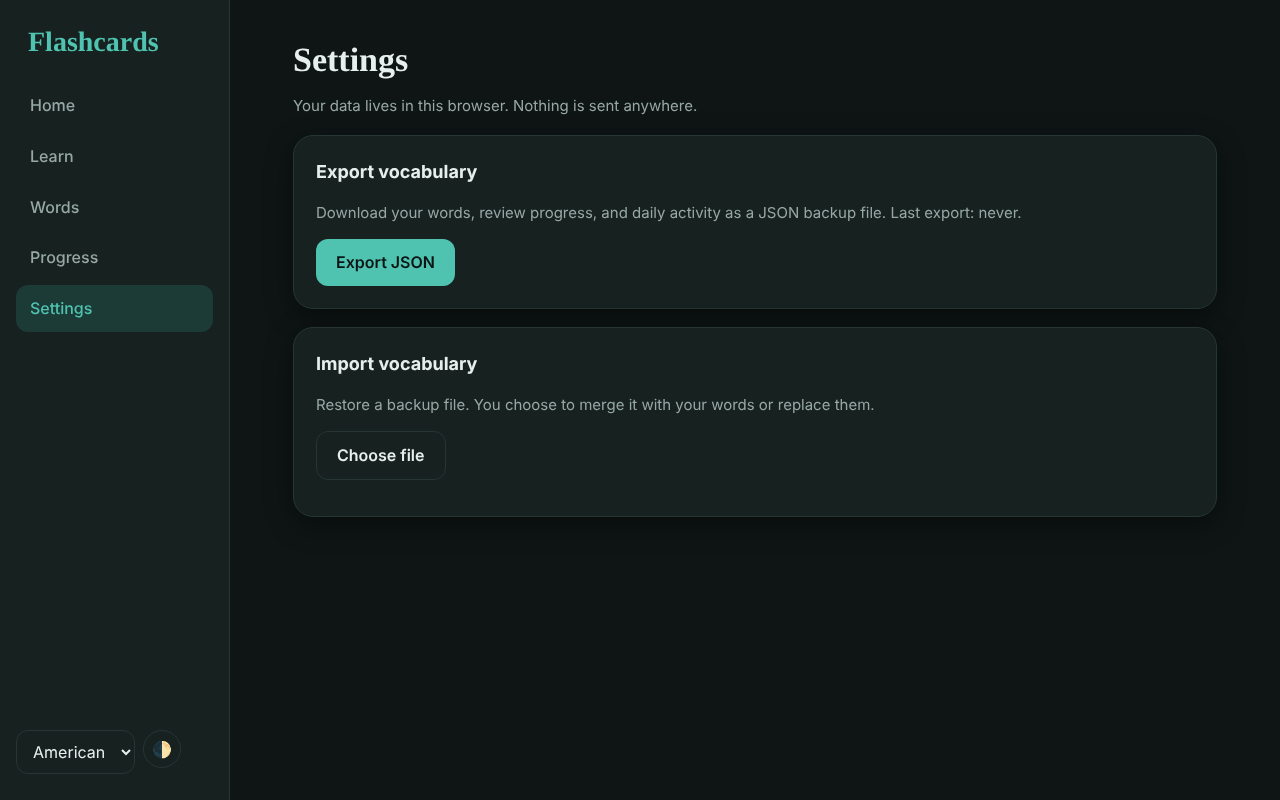 Flashcards
Home
Learn
Words
Progress
Settings
American
Settings
Your data lives in this browser. Nothing is sent anywhere.
Export vocabulary
Download your words, review progress, and daily activity as a JSON backup file. Last export: never.
Export JSON
Import vocabulary
Restore a backup file. You choose to merge it with your words or replace them.
Choose file